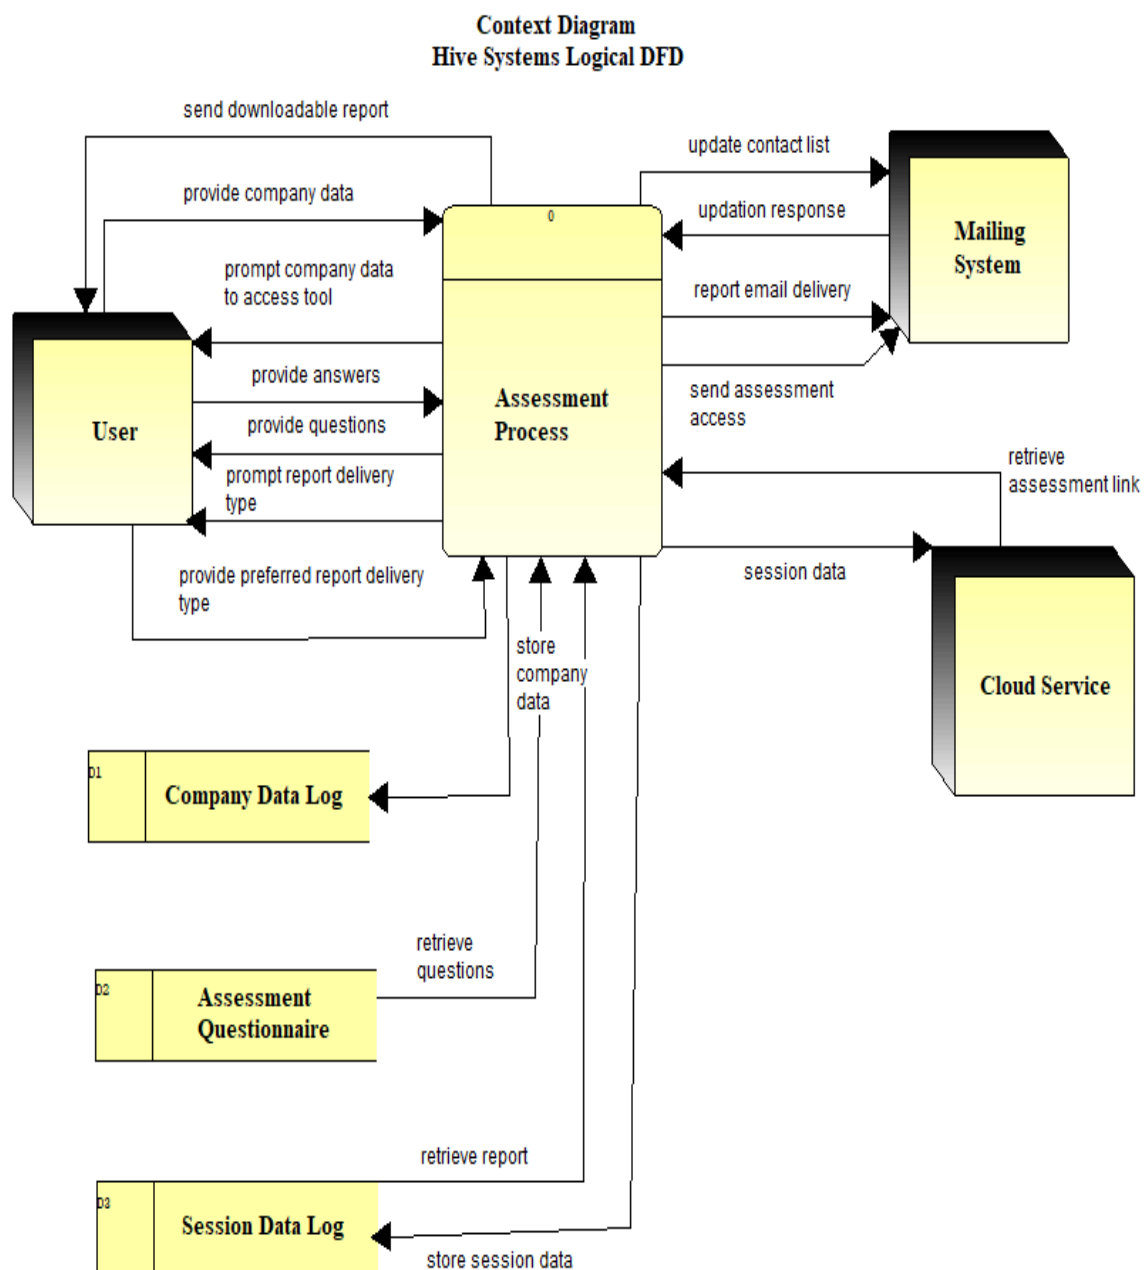 Context Diagram
Hive Systems Logical DFD
send downloadable report
update contact list
provide company data
updation response
0
Mailing
System
prompt company data
to access tool
report email delivery
provide answers
send assessment
access
Assessment
Process
User
provide questions
prompt report delivery
type
retrieve
assessment link
session data
provide preferred report delivery
type
store
company
data
Cloud Service
D1
Company Data Log
retrieve
questions
D2
Assessment
Questionnaire
retrieve report
D3
Session Data Log
store session data